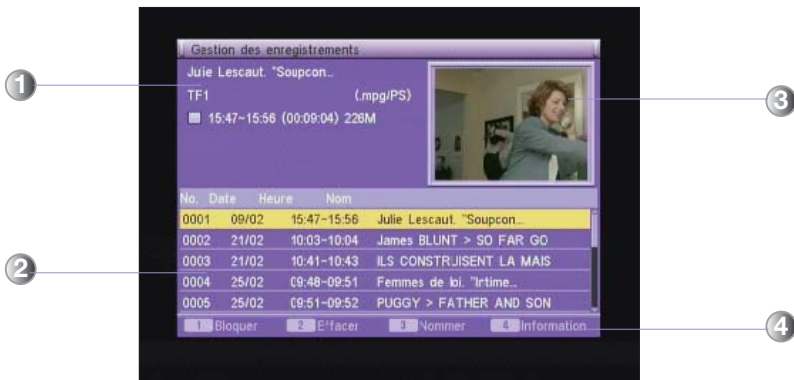 Gestion des enregistrements
Julie Lescaut. "Soupcon...
TF1 (.mpg/PS)
15:47~15:56 (00:09:04) 226M
No. Date Heure Nom
0001 09/02 15:47~15:56 Julie Lescaut. "Soupcon...
0002 21/02 10:03~10:04 James BLUNT > SO FAR GO
0003 21/02 10:41~10:43 ILS CONSTRUISENT LA MAIS
0004 25/02 09:48~09:51 Femmes de loi. "Intime...
0005 25/02 09:51~09:52 PUGGY > FATHER AND SON
1 Bloquer 2 Effacer 3 Nommer 4 Information
1
2
3
4